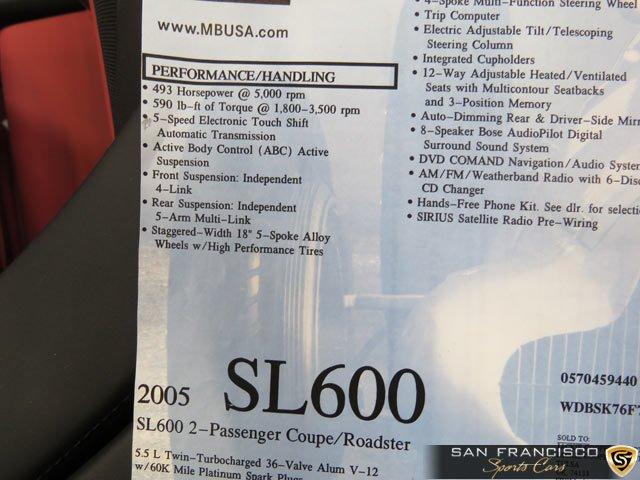 www.MBUSA.com
PERFORMANCE/HANDLING
• 493 Horsepower @ 5,000 rpm
• 590 lb-ft of Torque @ 1,800-3,500 rpm
• 5-Speed Electronic Touch Shift
Automatic Transmission
• Active Body Control (ABC) Active
Suspension
• Front Suspension: Independent
4-Link
• Rear Suspension: Independent
5-Arm Multi-Link
• Staggered-Width 18" 5-Spoke Alloy
Wheels w/High Performance Tires
• 4-Spoke Multi-Function Steering Wheel
• Trip Computer
• Electric Adjustable Tilt/Telescoping
Steering Column
• Integrated Cupholders
• 12-Way Adjustable Heated/Ventilated
Seats with Multicontour Seatbacks
and 3-Position Memory
• Auto-Dimming Rear & Driver-Side
• 8-Speaker Bose AudioPilot Digital
Surround Sound System
• DVD COMAND Navigation/Audio
• AM/FM/Weatherband Radio with
CD Changer
• Hands-Free Phone Kit. See dlr. for
• SIRIUS Satellite Radio Pre-Wiring
2005 SL600
SL600 2-Passenger Coupe/Roadster
5.5 L Twin-Turbocharged 36-Valve Alum V-12
w/60K Mile Platinum Spark Plugs
0570459440
WDBSK76F
SOLD TO:
SAN FRANCISCO
Sports Cars